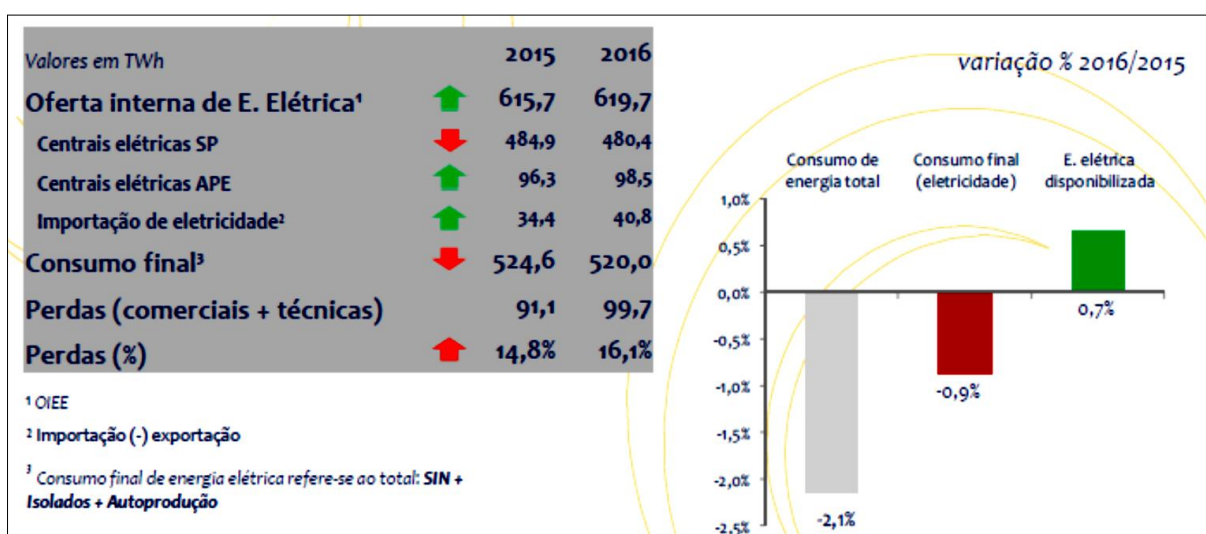 Valores em TWh 2015 2016
Oferta interna de E. Elétrica¹ 615,7 619,7
Centrais elétricas SP 484,9 480,4
Centrais elétricas APE 96,3 98,5
Importação de eletricidade² 34,4 40,8
Consumo final³ 524,6 520,0
Perdas (comerciais + técnicas) 91,1 99,7
Perdas (%) 14,8% 16,1%
¹ OIEE
² Importação (-) exportação
³ Consumo final de energia elétrica refere-se ao total: SIN +
Isolados + Autoprodução
variação % 2016/2015
Consumo de energia total
Consumo final (eletricidade)
E. elétrica disponibilizada
1,0%
0,5%
0,0%
-0,5%
-1,0%
-1,5%
-2,0%
-2,5%
-2,1%
-0,9%
0,7%